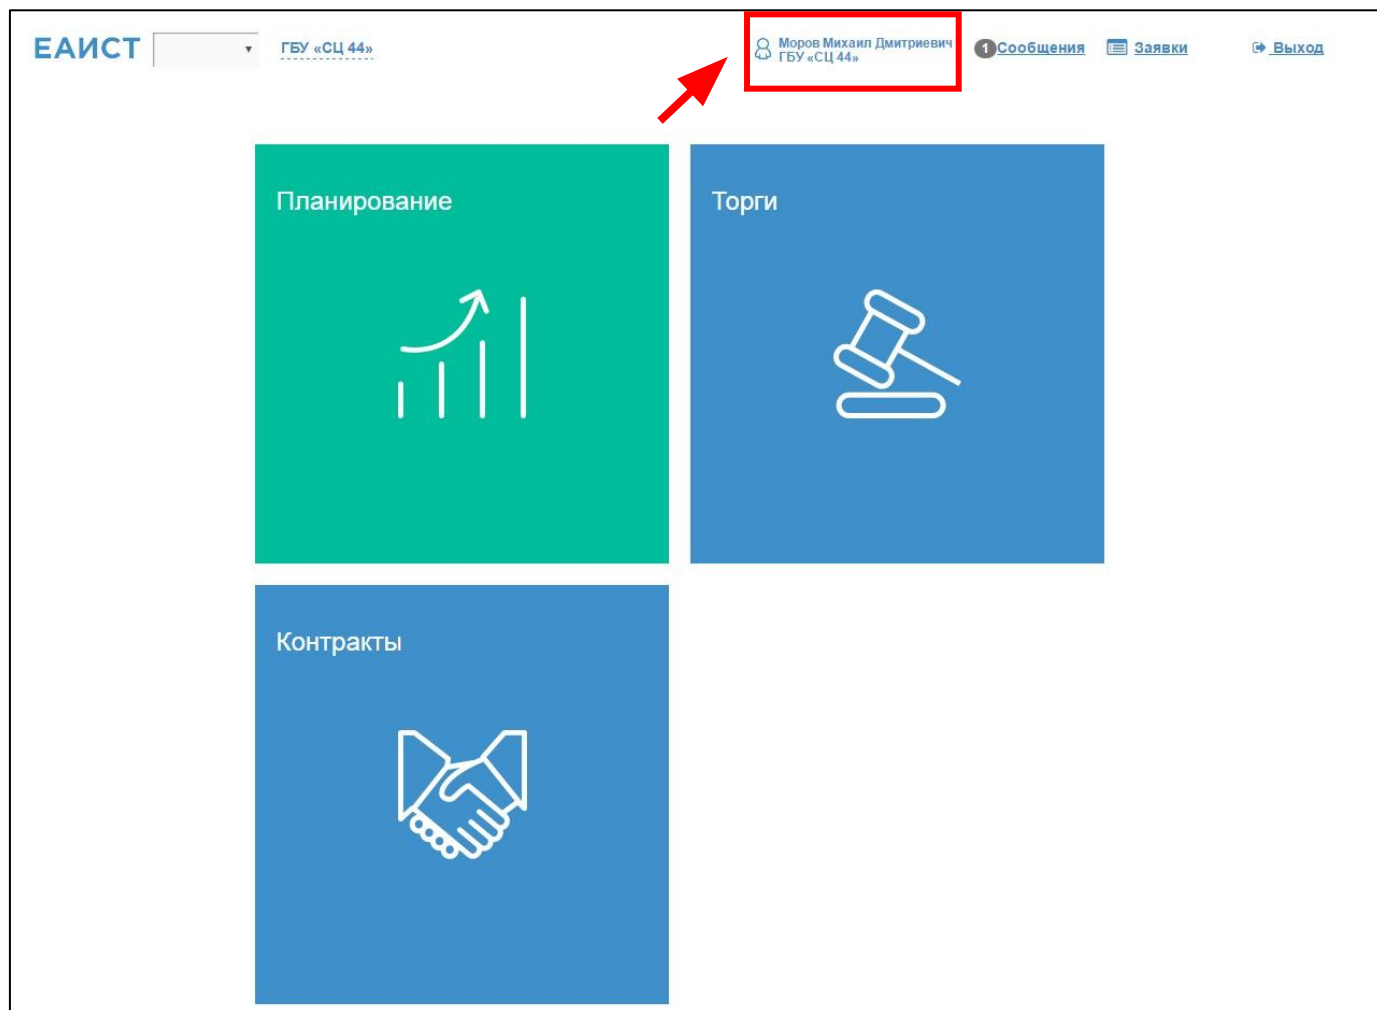 ЕАИСТ
ГБУ «СЦ 44»
Моров Михаил Дмитриевич
ГБУ «СЦ 44»
1 Сообщения
Заявки
Выход
Планирование
Торги
Контракты